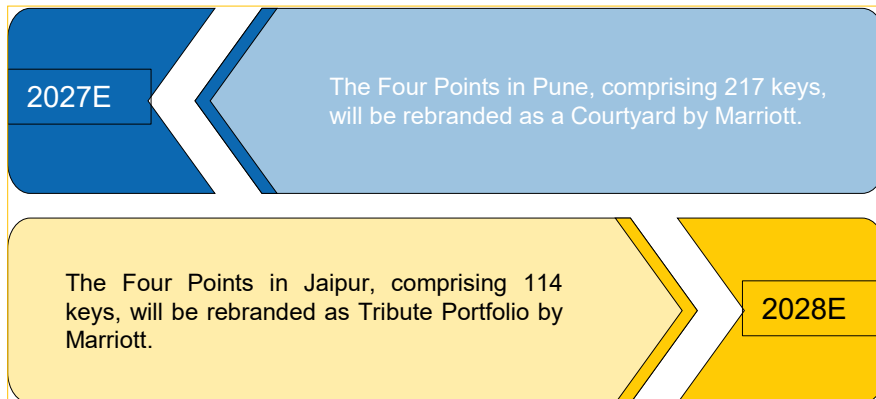 2027E
The Four Points in Pune, comprising 217 keys,
will be rebranded as a Courtyard by Marriott.
The Four Points in Jaipur, comprising 114
keys, will be rebranded as Tribute Portfolio by
Marriott.
2028E